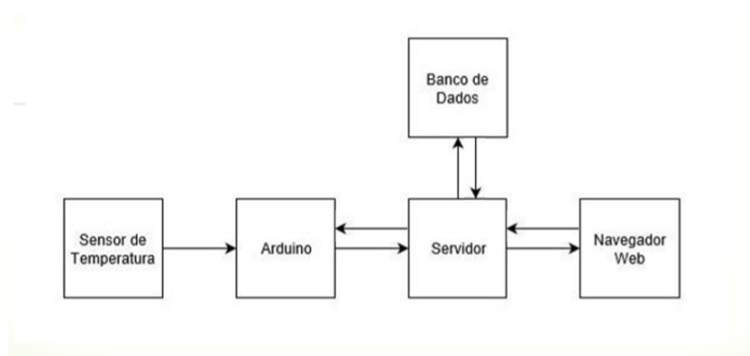 Banco de
Dados
Sensor de
Temperatura
Arduino
Servidor
Navegador
Web